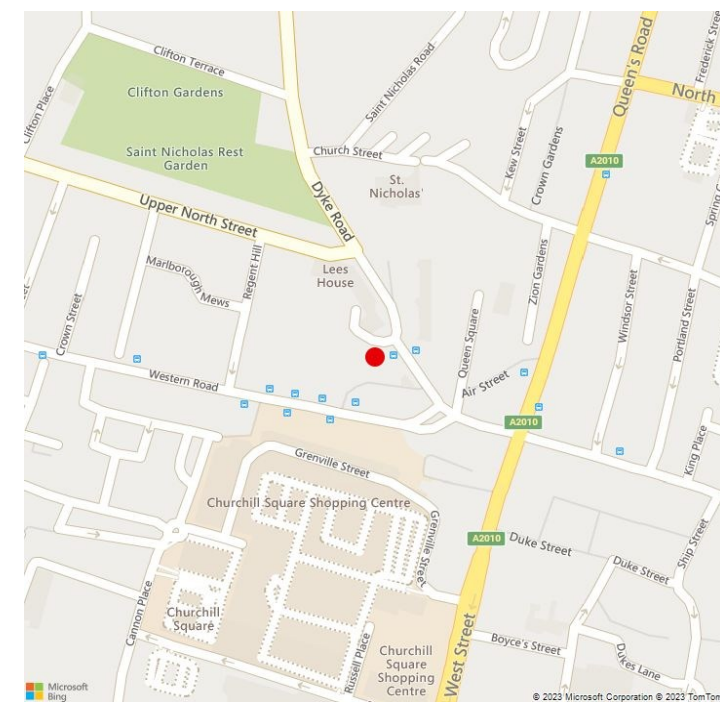 Clifton Terrace
Clifton Gardens
Clifton Place
Saint Nicholas Rest
Garden
Saint Nicholas Road
Church Street
St.
Nicholas'
Kew Street
Crown Gardens
Queen's Road
North
Frederick Stree
A2010
Dyke Road
Upper North Street
Lees
House
Marlborough Mews
Regent Hill
Crown Street
Western Road
Queen Square
Zion Gardens
Air Street
Windsor Street
Portland Street
A2010
King Place
Ship Street
Grenville Street
Churchill Square Shopping Centre
Grenville Street
A2010
Duke Street
Duke Street
Churchill
Square
Cannon Place
Russell Place
Churchill
Square
Shopping
Centre
West Street
Boyce's Street
Dukes Lane
Microsoft
Bing
© 2023 Microsoft Corporation © 2023 TomTom